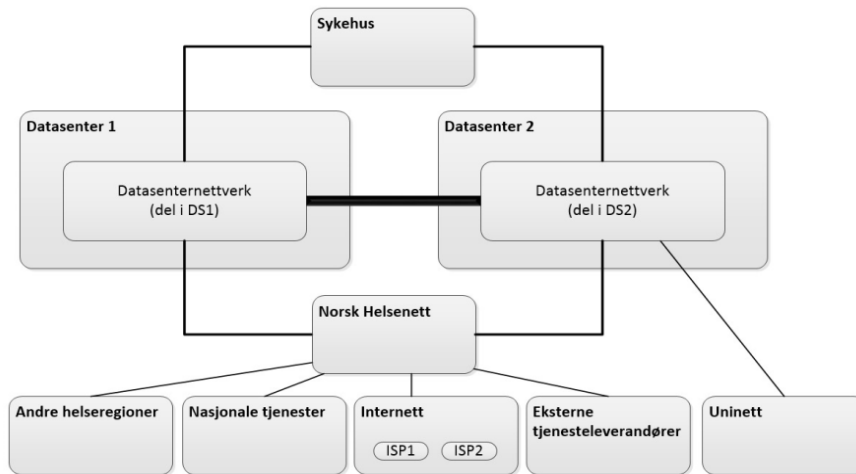 Sykehus
Datasenter 1
Datasenter 2
Datasenternettverk
(del i DS1)
Datasenternettverk
(del i DS2)
Norsk Helsenett
Andre helseregioner
Nasjonale tjenester
Internett
ISP1
ISP2
Eksterne
tjenesteleverandører
Uninett